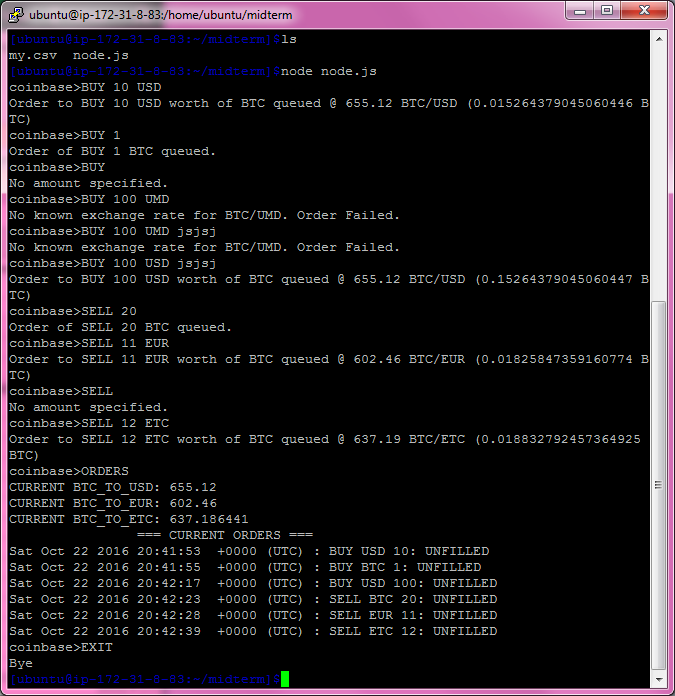 ubuntu@ip-172-31-8-83:/home/ubuntu/midterm
[ubuntu@ip-172-31-8-83:~/midterm]$ls
my.csv  node.js
[ubuntu@ip-172-31-8-83:~/midterm]$node node.js
coinbase>BUY 10 USD
Order to BUY 10 USD worth of BTC queued @ 655.12 BTC/USD (0.015264379045060446 B
TC)
coinbase>BUY 1
Order of BUY 1 BTC queued.
coinbase>BUY
No amount specified.
coinbase>BUY 100 UMD
No known exchange rate for BTC/UMD. Order Failed.
coinbase>BUY 100 UMD jsjsj
No known exchange rate for BTC/UMD. Order Failed.
coinbase>BUY 100 USD jsjsj
Order to BUY 100 USD worth of BTC queued @ 655.12 BTC/USD (0.15264379045060447 B
TC)
coinbase>SELL 20
Order of SELL 20 BTC queued.
coinbase>SELL 11 EUR
Order to SELL 11 EUR worth of BTC queued @ 602.46 BTC/EUR (0.01825847359160774 B
TC)
coinbase>SELL
No amount specified.
coinbase>SELL 12 ETC
Order to SELL 12 ETC worth of BTC queued @ 637.19 BTC/ETC (0.018832792457364925
BTC)
coinbase>ORDERS
CURRENT BTC_TO_USD: 655.12
CURRENT BTC_TO_EUR: 602.46
CURRENT BTC_TO_ETC: 637.186441
                === CURRENT ORDERS ===
Sat Oct 22 2016 20:41:53  +0000 (UTC) : BUY USD 10: UNFILLED
Sat Oct 22 2016 20:41:55  +0000 (UTC) : BUY BTC 1: UNFILLED
Sat Oct 22 2016 20:42:17  +0000 (UTC) : BUY USD 100: UNFILLED
Sat Oct 22 2016 20:42:23  +0000 (UTC) : SELL BTC 20: UNFILLED
Sat Oct 22 2016 20:42:28  +0000 (UTC) : SELL EUR 11: UNFILLED
Sat Oct 22 2016 20:42:39  +0000 (UTC) : SELL ETC 12: UNFILLED
coinbase>EXIT
Bye
[ubuntu@ip-172-31-8-83:~/midterm]$